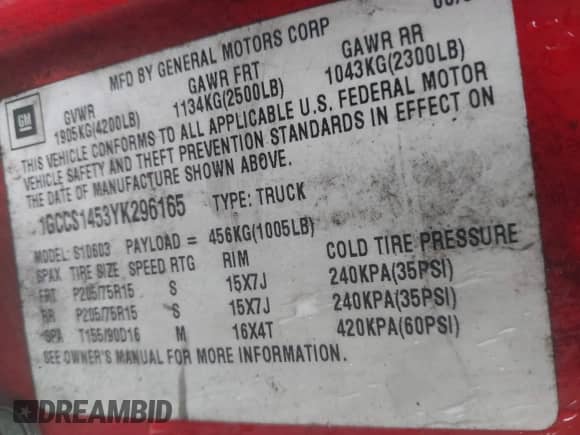 MFD BY GENERAL MOTORS CORP
GM
GVWR GAWR FRT GAWR RR
1905KG(4200LB) 1134KG(2500LB) 1043KG(2300LB)
THIS VEHICLE CONFORMS TO ALL APPLICABLE U.S. FEDERAL MOTOR
VEHICLE SAFETY AND THEFT PREVENTION STANDARDS IN EFFECT ON
THE DATE OF MANUFACTURE SHOWN ABOVE.
1GCCS1453YK296165 TYPE: TRUCK
MODEL: S10603 PAYLOAD = 456KG(1005LB)
SPAX TIRE SIZE SPEED RTG RIM COLD TIRE PRESSURE
FRT P205/75R15 S 15X7J 240KPA(35PSI)
RR P205/75R15 S 15X7J 240KPA(35PSI)
SPA T155/90D16 M 16X4T 420KPA(60PSI)
SEE OWNER'S MANUAL FOR MORE INFORMATION.
DREAMBID